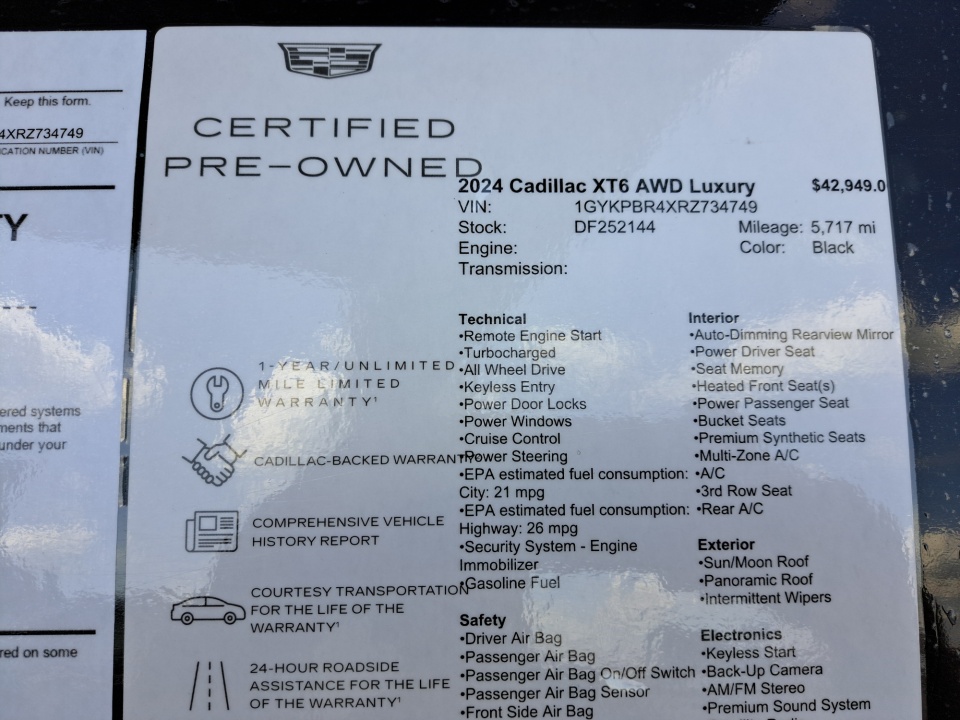 Keep this form.
4XRZ734749
CATION NUMBER (VIN)
TY
ered systems
ments that
under your
red on some
CERTIFIED
PRE-OWNED
2024 Cadillac XT6 AWD Luxury $42,949.0
VIN: 1GYKPBR4XRZ734749
Stock: DF252144 Mileage: 5,717 mi
Engine: Color: Black
Transmission:
1-YEAR/UNLIMITED
MILE LIMITED
WARRANTY¹
CADILLAC-BACKED WARRANTY
COMPREHENSIVE VEHICLE
HISTORY REPORT
COURTESY TRANSPORTATION
FOR THE LIFE OF THE
WARRANTY¹
24-HOUR ROADSIDE
ASSISTANCE FOR THE LIFE
OF THE WARRANTY¹
Technical
•Remote Engine Start
•Turbocharged
•All Wheel Drive
•Keyless Entry
•Power Door Locks
•Power Windows
•Cruise Control
•Power Steering
•EPA estimated fuel consumption:
City: 21 mpg
•EPA estimated fuel consumption:
Highway: 26 mpg
•Security System - Engine
Immobilizer
•Gasoline Fuel
Safety
•Driver Air Bag
•Passenger Air Bag
•Passenger Air Bag On/Off Switch
•Passenger Air Bag Sensor
•Front Side Air Bag
Interior
•Auto-Dimming Rearview Mirror
•Power Driver Seat
•Seat Memory
•Heated Front Seat(s)
•Power Passenger Seat
•Bucket Seats
•Premium Synthetic Seats
•Multi-Zone A/C
•A/C
•3rd Row Seat
•Rear A/C
Exterior
•Sun/Moon Roof
•Panoramic Roof
•Intermittent Wipers
Electronics
•Keyless Start
•Back-Up Camera
•AM/FM Stereo
•Premium Sound System